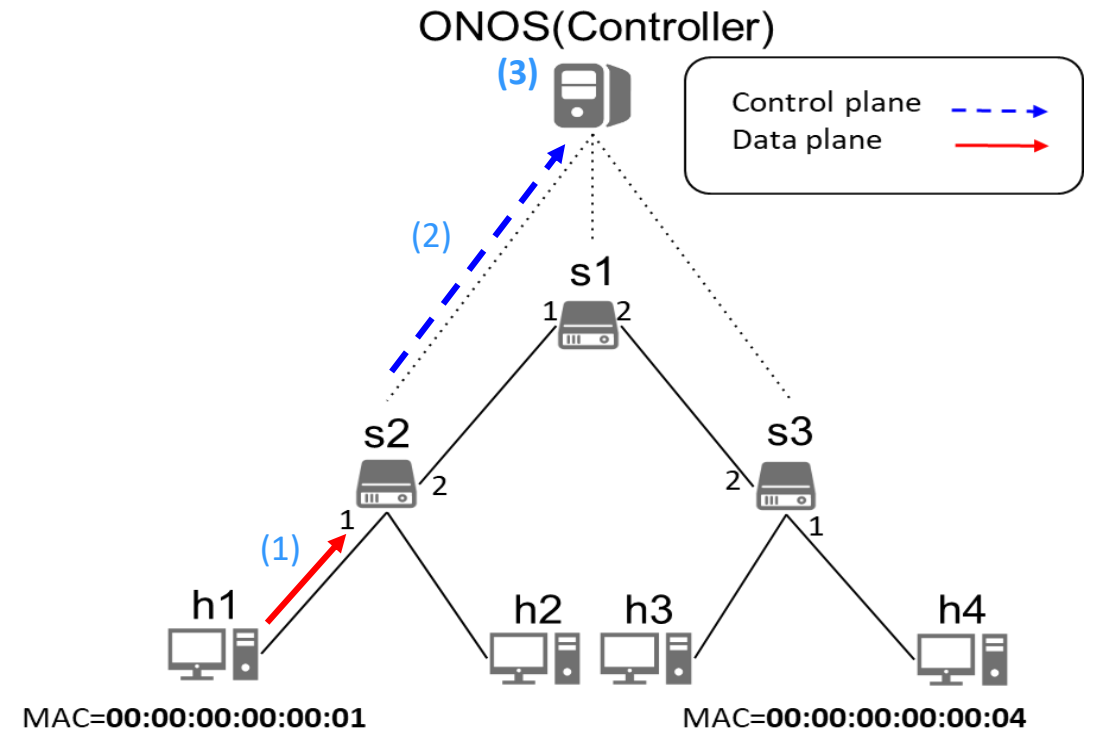 ONOS(Controller)
(3)
Control plane
Data plane
(2)
s1
1
2
s2
s3
2
2
1
1
(1)
h1
h2
h3
h4
MAC=00:00:00:00:00:01
MAC=00:00:00:00:00:04